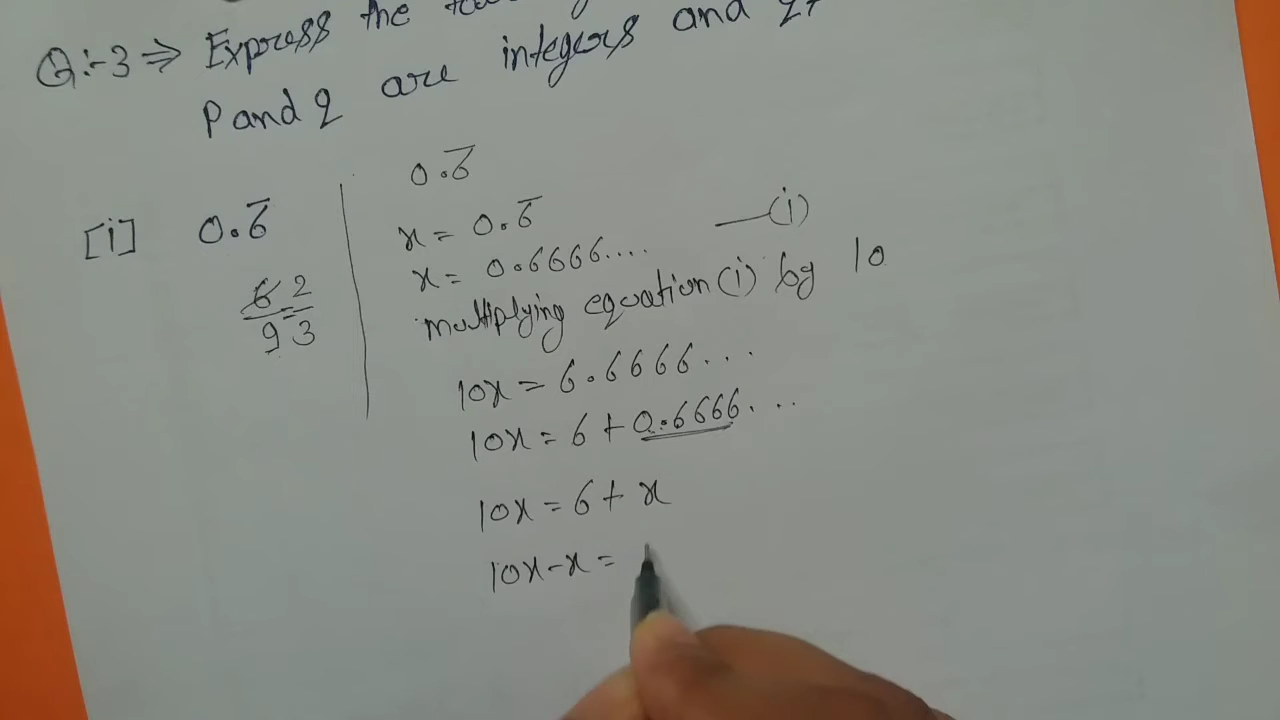 Q:-3 ⇒ Express the
P and q are integers and
[i] 0.6̅
6 2
9 3
0.6̅
x = 0.6̅
x = 0.6666.... —(i)
multiplying equation (i) by 10
10x = 6.6666...
10x = 6 + 0.6666...
10x = 6 + x
10x - x =